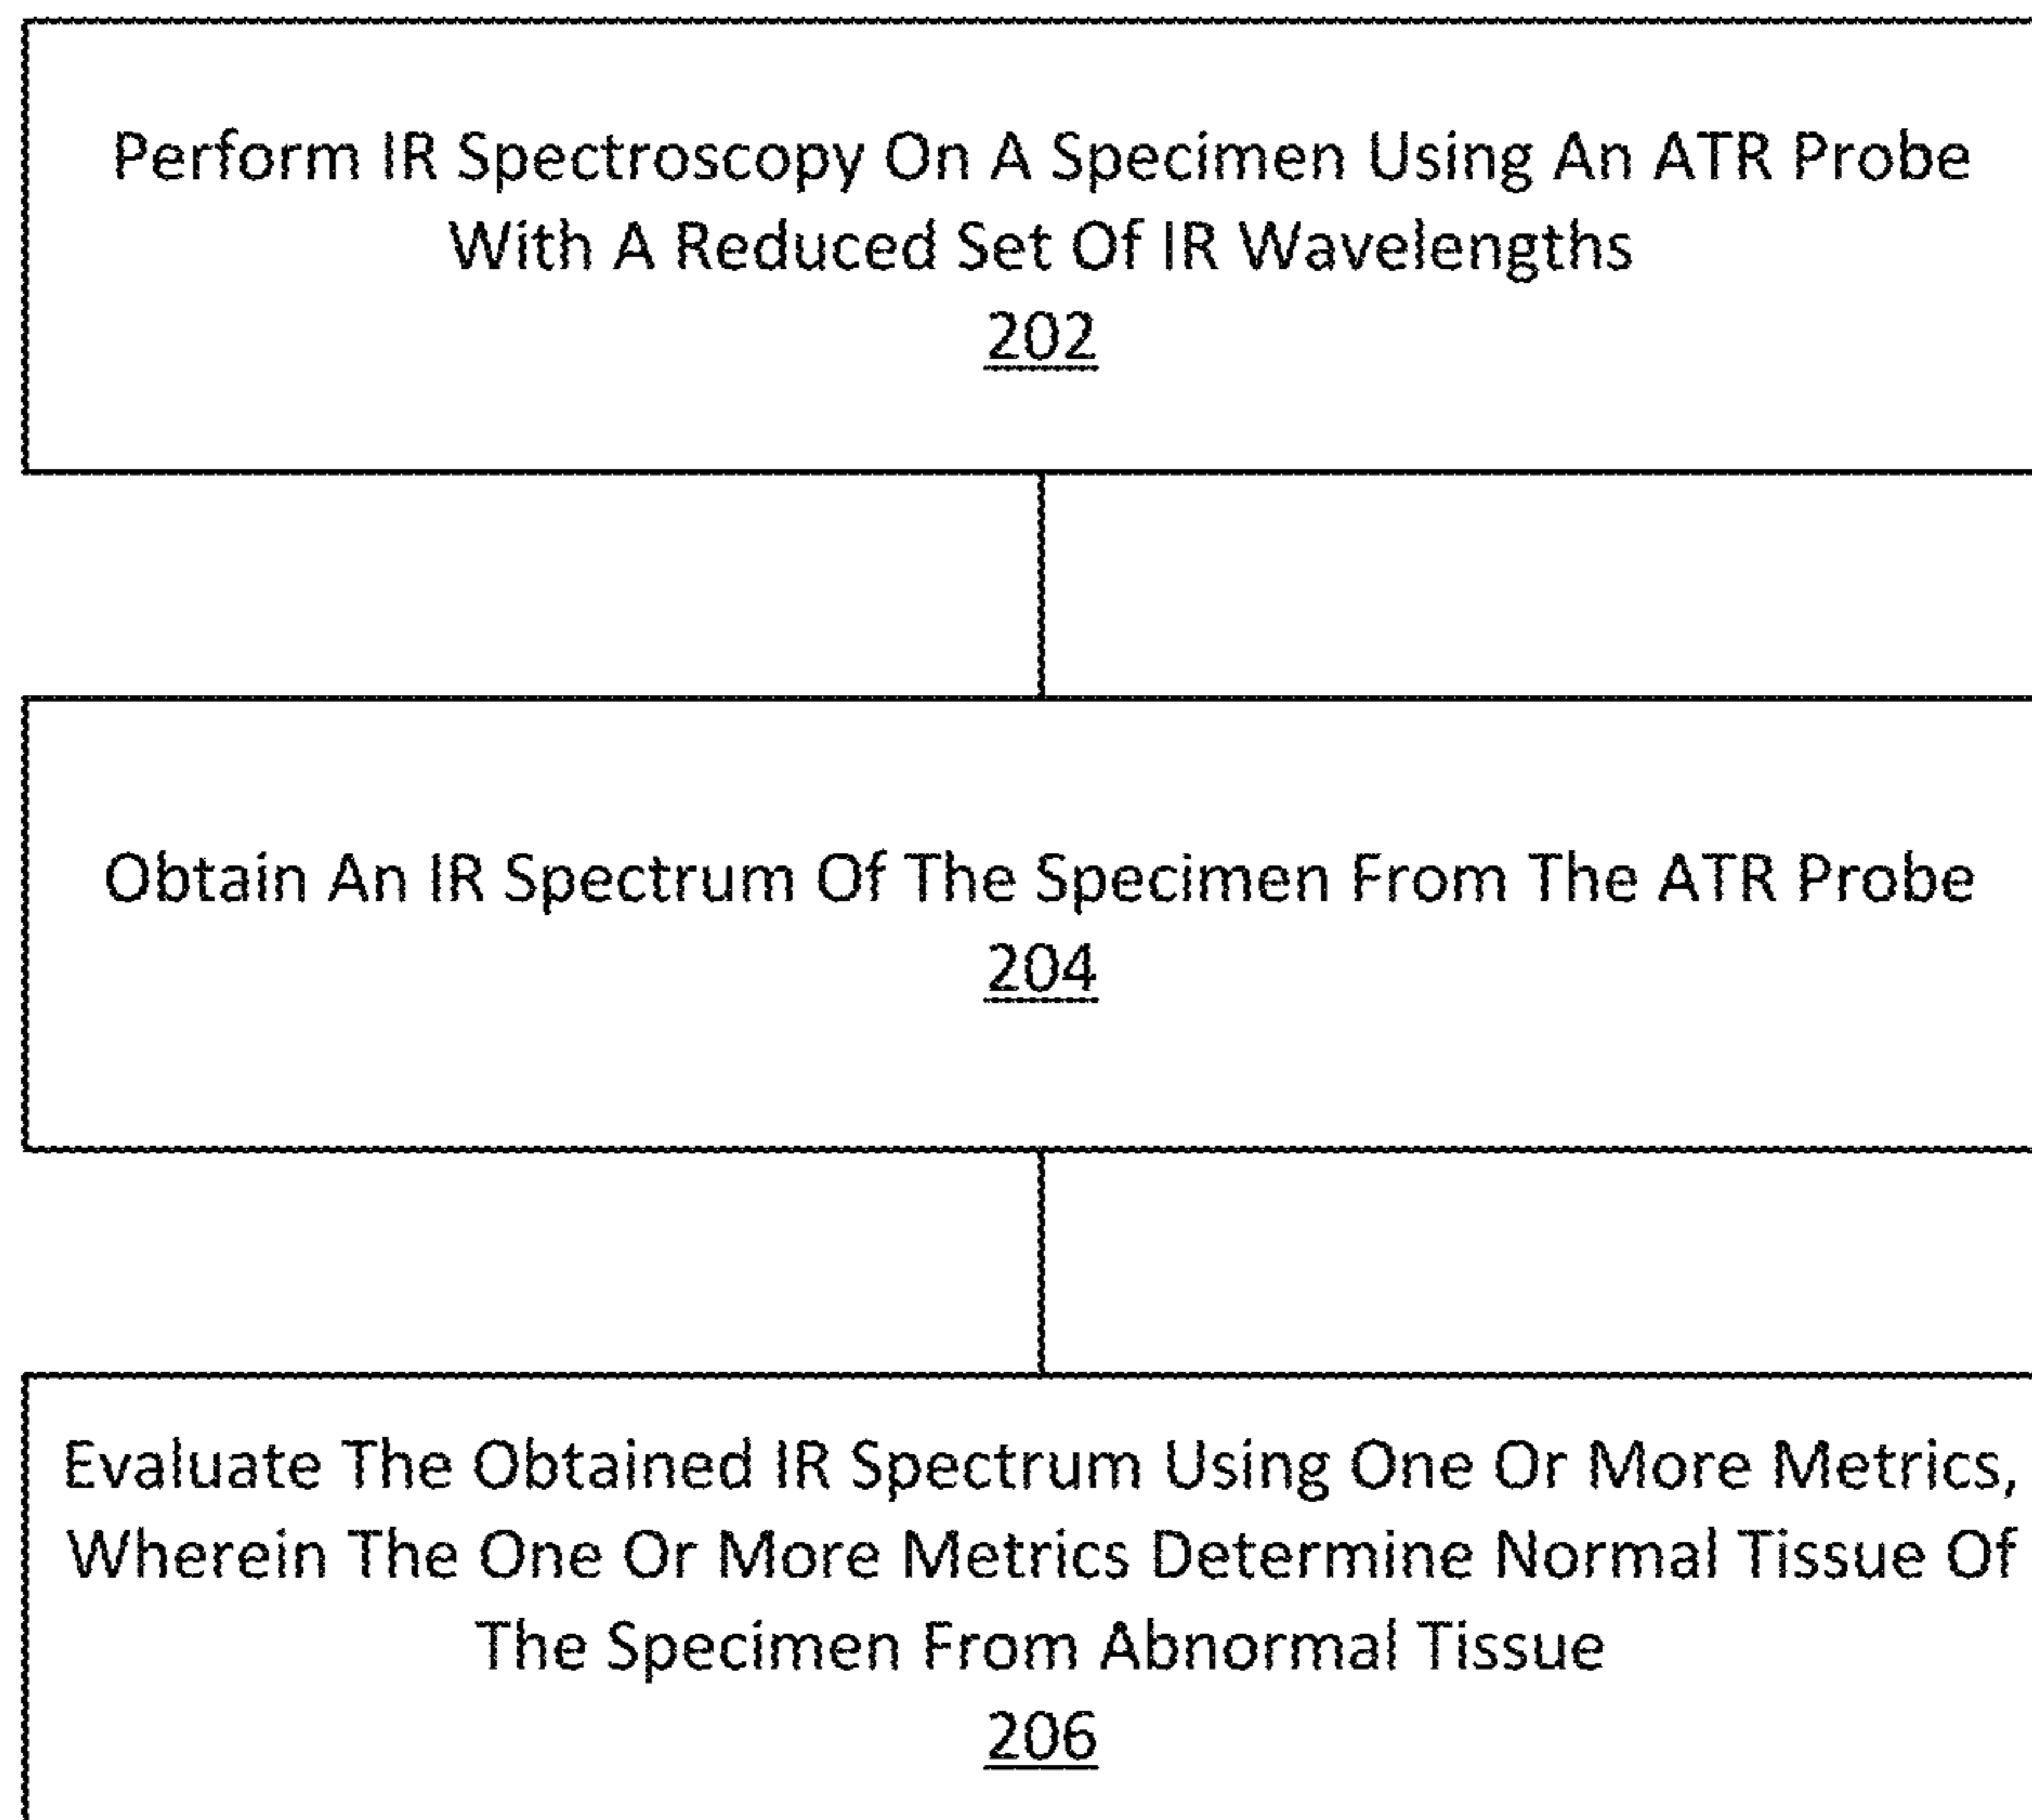 Perform IR Spectroscopy On A Specimen Using An ATR Probe
With A Reduced Set Of IR Wavelengths
202
Obtain An IR Spectrum Of The Specimen From The ATR Probe
204
Evaluate The Obtained IR Spectrum Using One Or More Metrics,
Wherein The One Or More Metrics Determine Normal Tissue Of
The Specimen From Abnormal Tissue
206